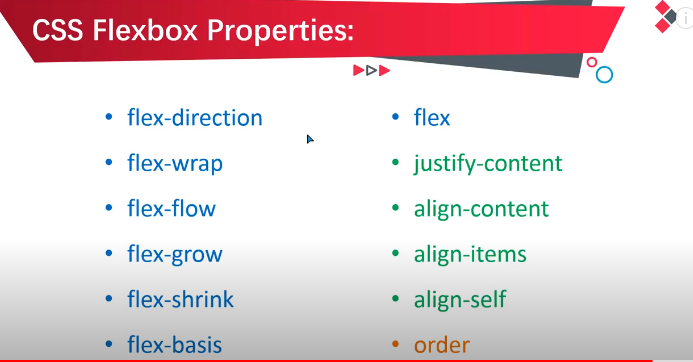 CSS Flexbox Properties:
• flex-direction
• flex-wrap
• flex-flow
• flex-grow
• flex-shrink
• flex-basis
• flex
• justify-content
• align-content
• align-items
• align-self
• order